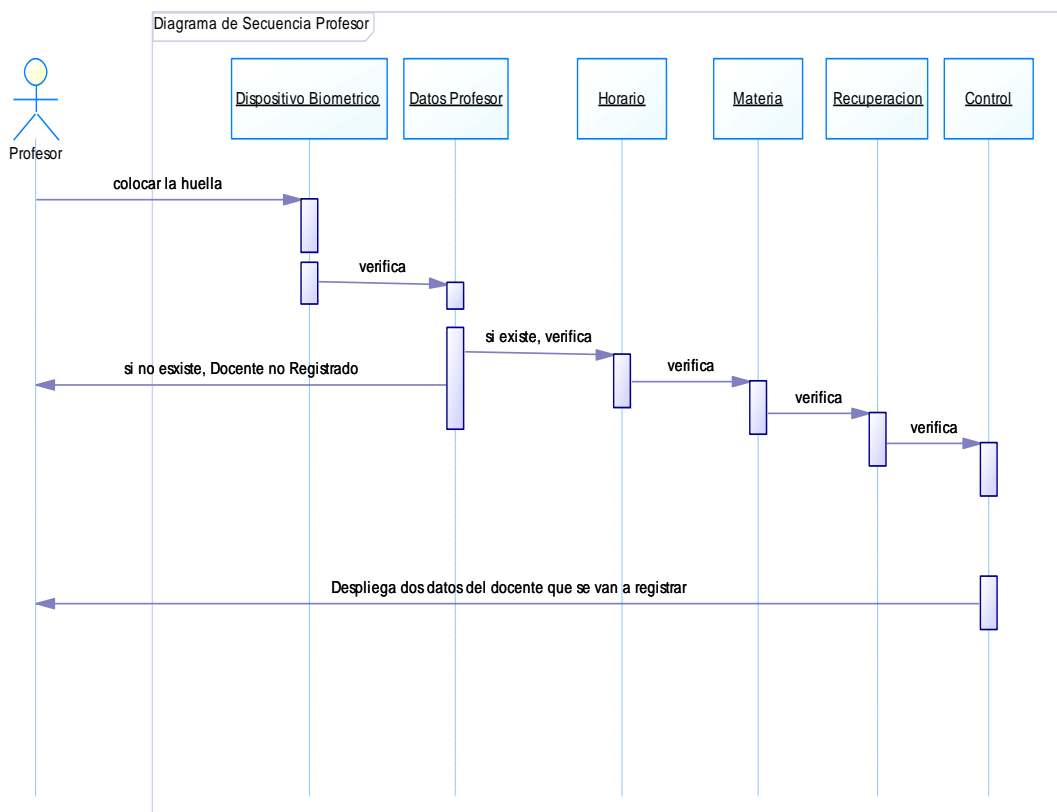 Diagrama de Secuencia Profesor
Dispositivo Biometrico
Datos Profesor
Horario
Materia
Recuperacion
Control
Profesor
colocar la huella
verifica
si existe, verifica
si no esxiste, Docente no Registrado
verifica
verifica
verifica
Despliega dos datos del docente que se van a registrar